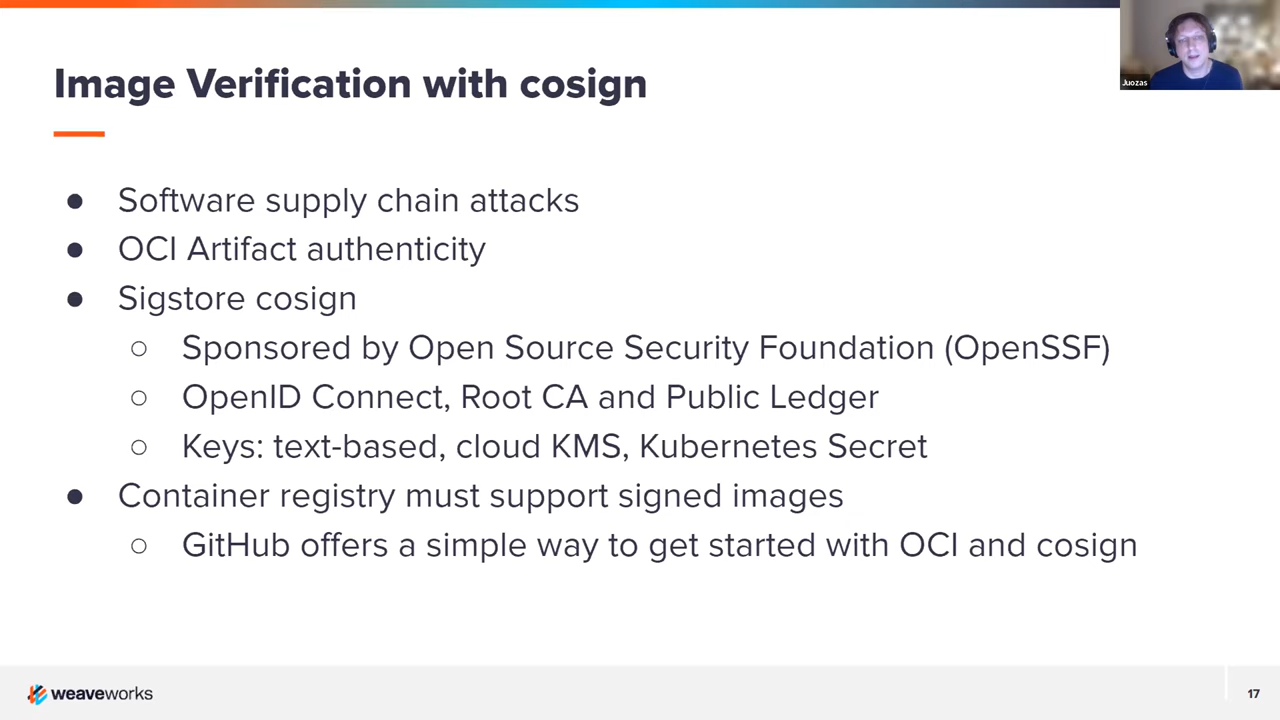 Image Verification with cosign
Juozas
● Software supply chain attacks
● OCI Artifact authenticity
● Sigstore cosign
○ Sponsored by Open Source Security Foundation (OpenSSF)
○ OpenID Connect, Root CA and Public Ledger
○ Keys: text-based, cloud KMS, Kubernetes Secret
● Container registry must support signed images
○ GitHub offers a simple way to get started with OCI and cosign
weaveworks
17